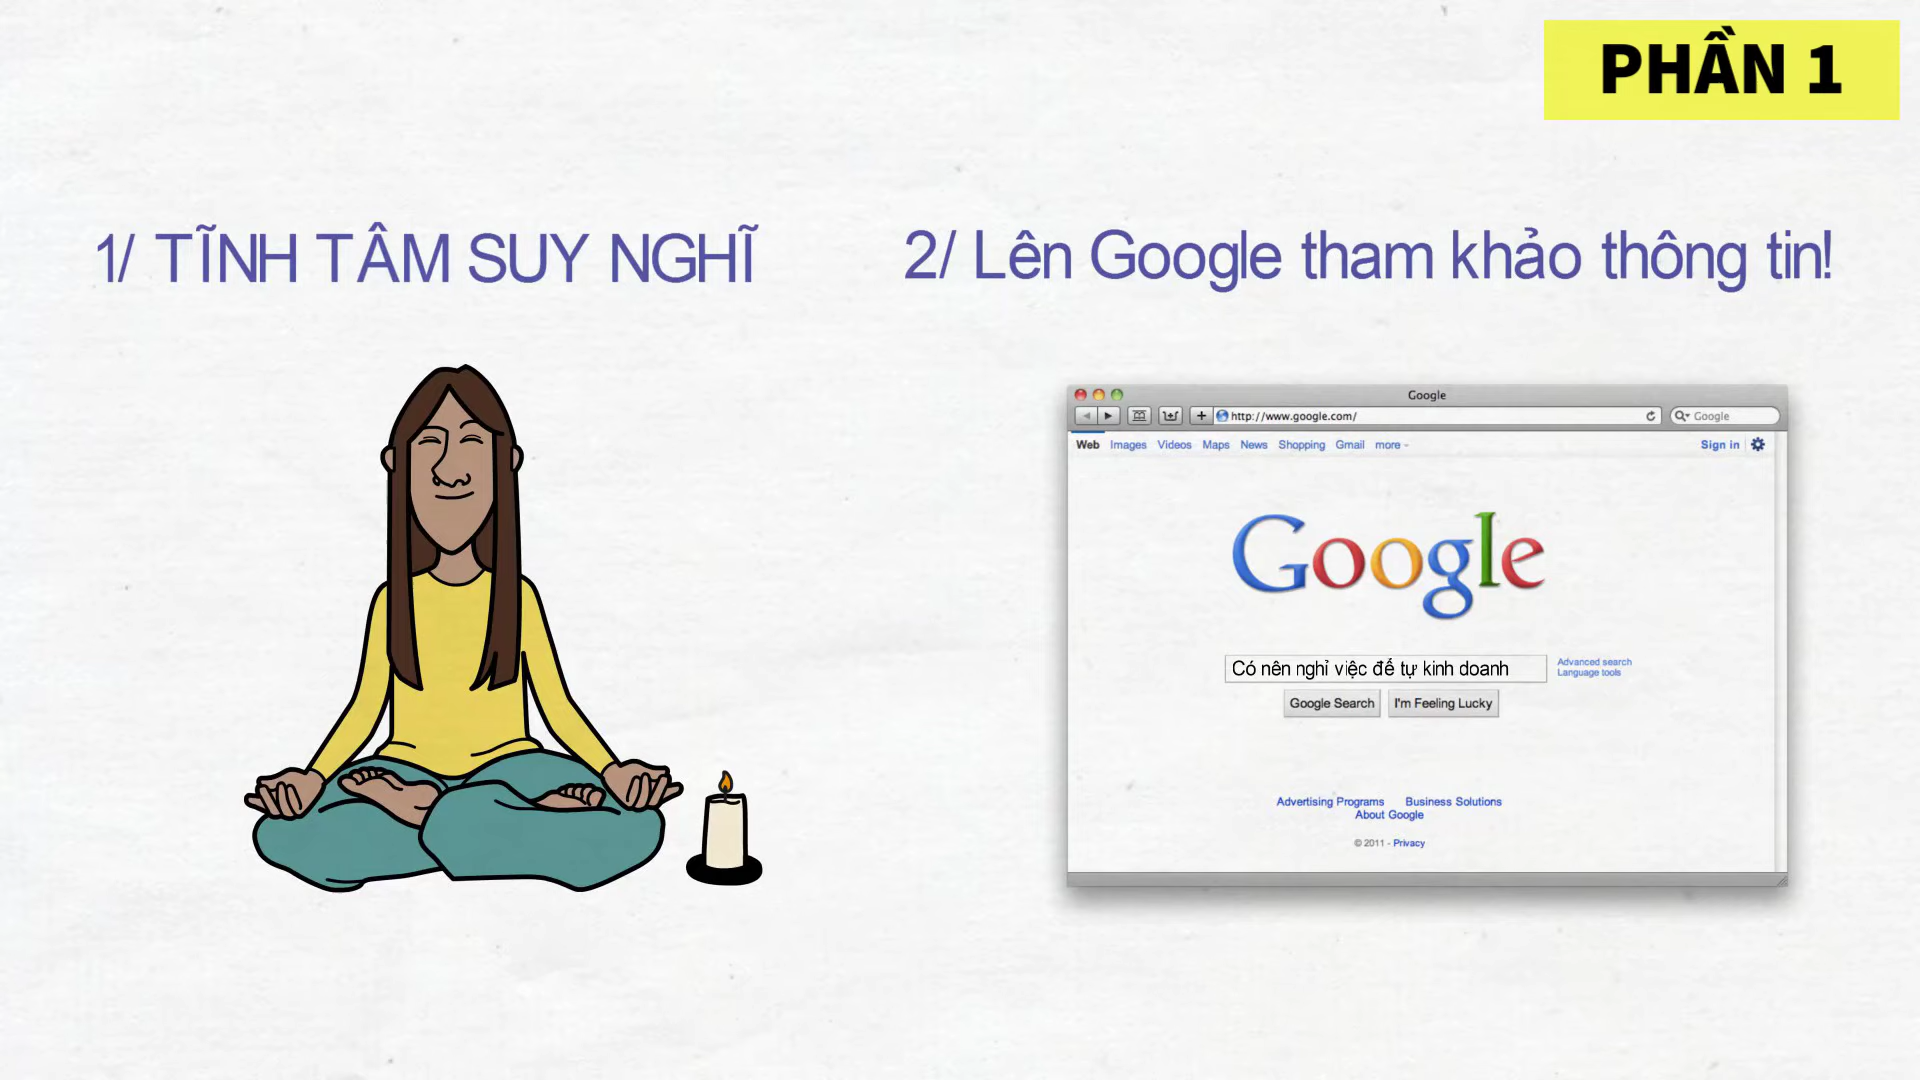 PHẦN 1
1/ TĨNH TÂM SUY NGHĨ
2/ Lên Google tham khảo thông tin!
Google
http://www.google.com/
Google
Web Images Videos Maps News Shopping Gmail more
Sign in
Google
Có nên nghỉ việc để tự kinh doanh
Advanced search
Language tools
Google Search
I'm Feeling Lucky
Advertising Programs Business Solutions
About Google
© 2011 - Privacy